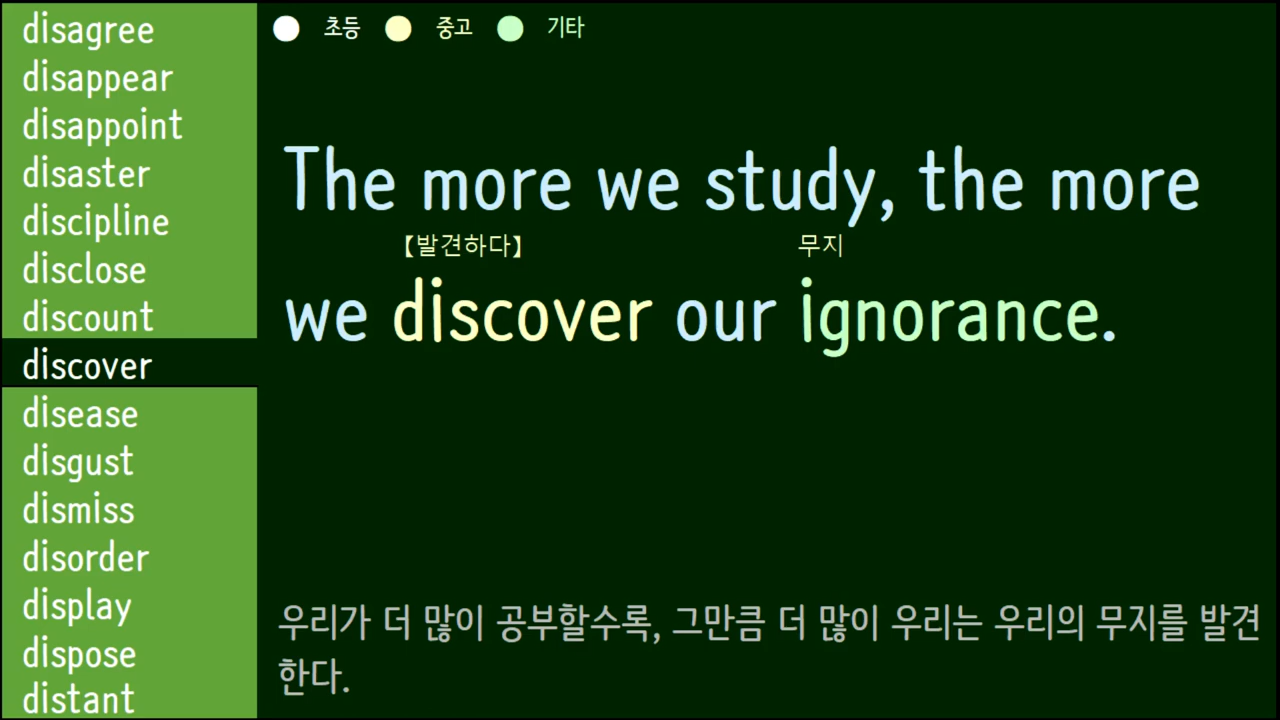 disagree
disappear
disappoint
disaster
discipline
disclose
discount
discover
disease
disgust
dismiss
disorder
display
dispose
distant
초등 중고 기타
The more we study, the more
【발견하다】 무지
we discover our ignorance.
우리가 더 많이 공부할수록, 그만큼 더 많이 우리는 우리의 무지를 발견
한다.